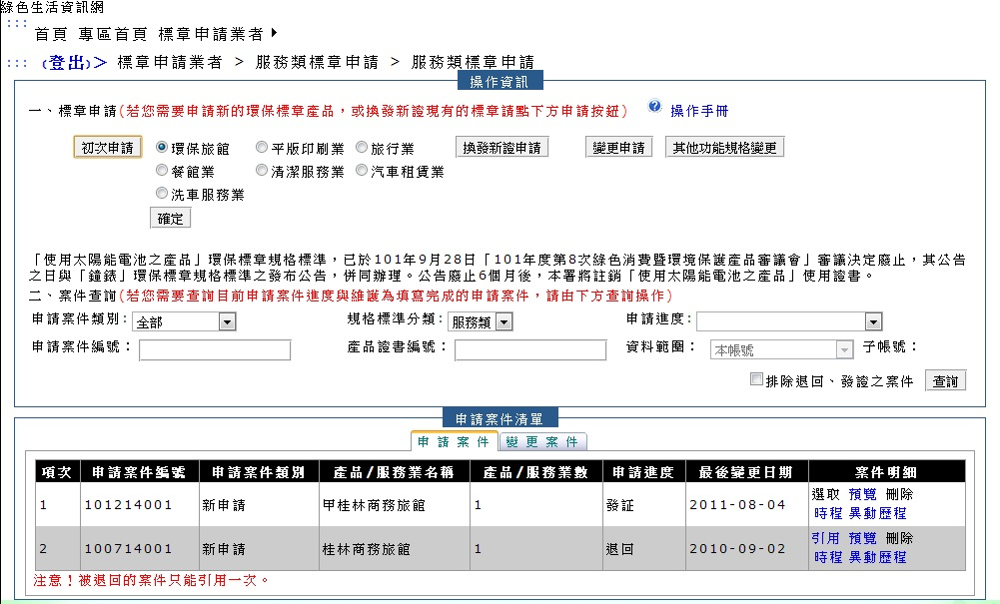 綠色生活資訊網
::: 首頁 專區首頁 標章申請業者
::: (登出)> 標章申請業者 > 服務類標章申請 > 服務類標章申請
操作資訊
一、標章申請(若您需要申請新的環保標章產品，或換發新證現有的標章請點下方申請按鈕) ? 操作手冊
初次申請 環保旅館 平版印刷業 旅行業 換發新證申請 變更申請 其他功能規格變更
餐館業 清潔服務業 汽車租賃業
洗車服務業
確定
「使用太陽能電池之產品」環保標章規格標準，已於101年9月28日「101年度第8次綠色消費暨環境保護產品審議會」審議決定廢止，其公告
之日與「鐘錶」環保標章規格標準之發布公告，併同辦理。公告廢止6個月後，本署將註銷「使用太陽能電池之產品」使用證書。
二、案件查詢(若您需要查詢目前申請案件進度與維護為填寫完成的申請案件，請由下方查詢操作)
申請案件類別： 全部 規格標準分類： 服務類 申請進度：
申請案件編號： 產品證書編號： 資料範圍： 本帳號 子帳號：
排除退回、發證之案件 查詢
申請案件清單
申請案件 變更案件
項次 申請案件編號 申請案件類別 產品/服務業名稱 產品/服務業數 申請進度 最後變更日期 案件明細
1 101214001 新申請 甲桂林商務旅館 1 發証 2011-08-04 選取 預覽 刪除
時程 異動歷程
2 100714001 新申請 桂林商務旅館 1 退回 2010-09-02 引用 預覽 刪除
時程 異動歷程
注意！被退回的案件只能引用一次。